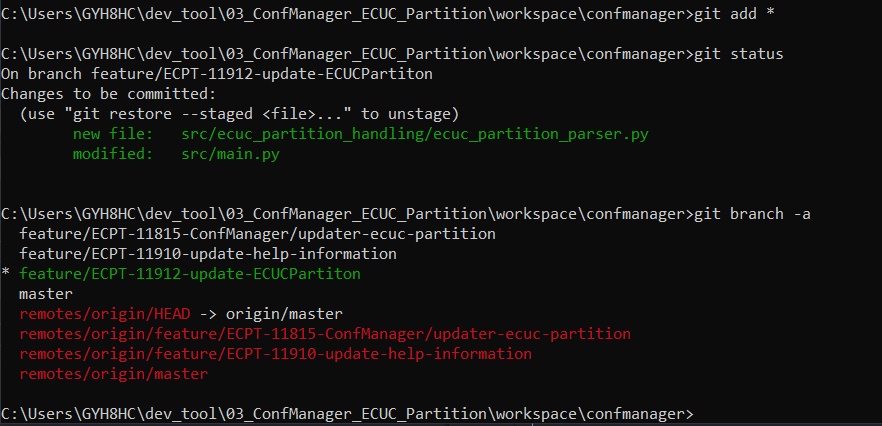 C:\Users\GYH8HC\dev_tool\03_ConfManager_ECUC_Partition\workspace\confmanager>git add *
C:\Users\GYH8HC\dev_tool\03_ConfManager_ECUC_Partition\workspace\confmanager>git status
On branch feature/ECPT-11912-update-ECUCPartiton
Changes to be committed:
  (use "git restore --staged <file>..." to unstage)
        new file:   src/ecuc_partition_handling/ecuc_partition_parser.py
        modified:   src/main.py
C:\Users\GYH8HC\dev_tool\03_ConfManager_ECUC_Partition\workspace\confmanager>git branch -a
  feature/ECPT-11815-ConfManager/updater-ecuc-partition
  feature/ECPT-11910-update-help-information
* feature/ECPT-11912-update-ECUCPartiton
  master
  remotes/origin/HEAD -> origin/master
  remotes/origin/feature/ECPT-11815-ConfManager/updater-ecuc-partition
  remotes/origin/feature/ECPT-11910-update-help-information
  remotes/origin/master
C:\Users\GYH8HC\dev_tool\03_ConfManager_ECUC_Partition\workspace\confmanager>